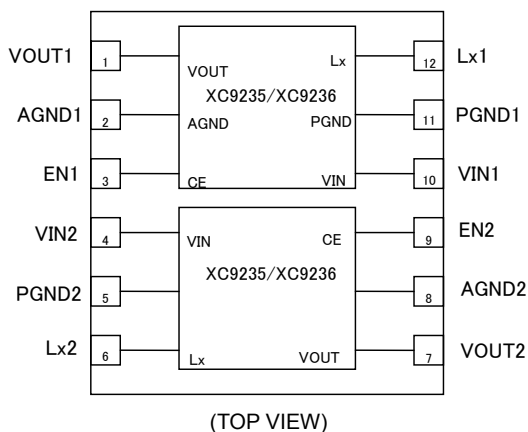 VOUT1 1 VOUT Lx 12 Lx1
XC9235/XC9236
AGND1 2 AGND PGND 11 PGND1
EN1 3 CE VIN 10 VIN1
VIN2 4 VIN CE 9 EN2
XC9235/XC9236
PGND2 5 8 AGND2
Lx2 6 Lx VOUT 7 VOUT2
(TOP VIEW)